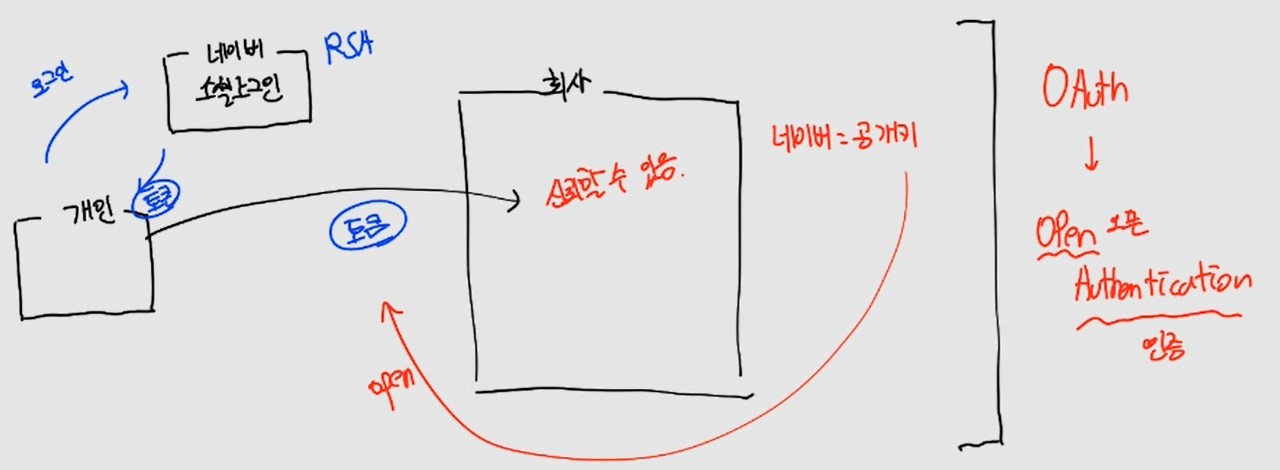 로그인
네이버
소셜로그인
RSA
개인
토큰
토큰
회사
신뢰할 수 있음.
네이버 = 공개키
open
OAuth
↓
OPen 오픈
Authentication
인증